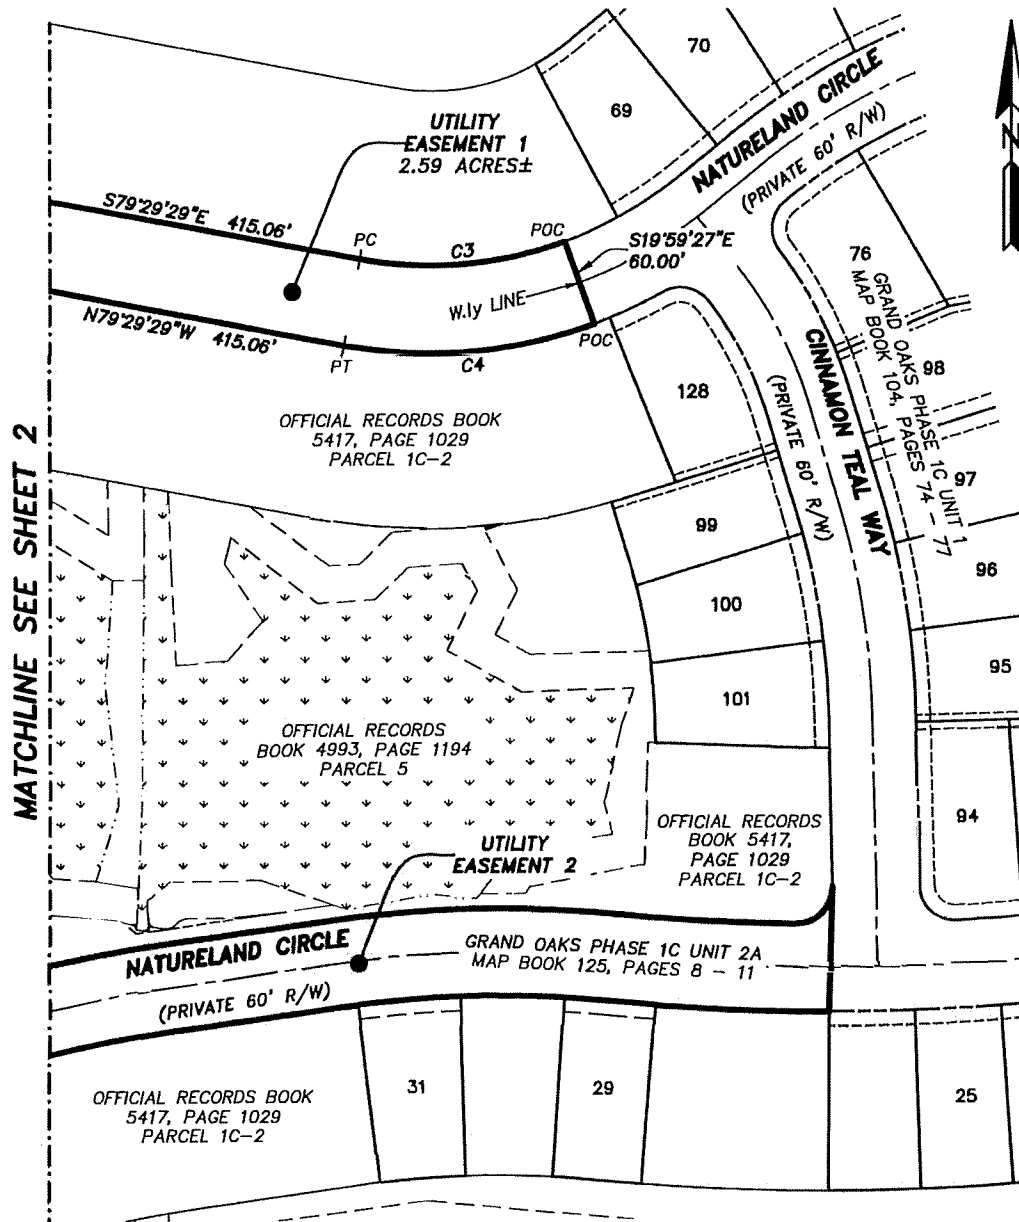 70
69
NATURELAND CIRCLE
(PRIVATE 60' R/W)
N
UTILITY
EASEMENT 1
2.59 ACRES±
S79°29'29"E 415.06'
PC
C3
POC
S19°59'27"E
60.00'
W.ly LINE
N79°29'29"W 415.06'
PT
C4
POC
76
GRAND OAKS PHASE 1C UNIT 1
MAP BOOK 104, PAGES 74 - 77
98
CINNAMON TEAL WAY
(PRIVATE 60' R/W)
128
OFFICIAL RECORDS BOOK
5417, PAGE 1029
PARCEL 1C-2
MATCHLINE SEE SHEET 2
97
99
96
100
95
101
OFFICIAL RECORDS
BOOK 4993, PAGE 1194
PARCEL 5
94
OFFICIAL RECORDS
BOOK 5417,
PAGE 1029
PARCEL 1C-2
UTILITY
EASEMENT 2
NATURELAND CIRCLE
(PRIVATE 60' R/W)
GRAND OAKS PHASE 1C UNIT 2A
MAP BOOK 125, PAGES 8 - 11
OFFICIAL RECORDS BOOK
5417, PAGE 1029
PARCEL 1C-2
31
29
25